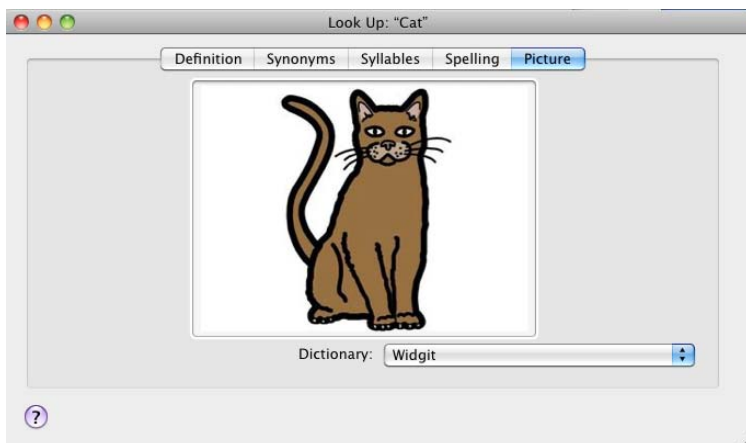 Look Up: “Cat”
Definition Synonyms Syllables Spelling Picture
Dictionary: Widgit
?